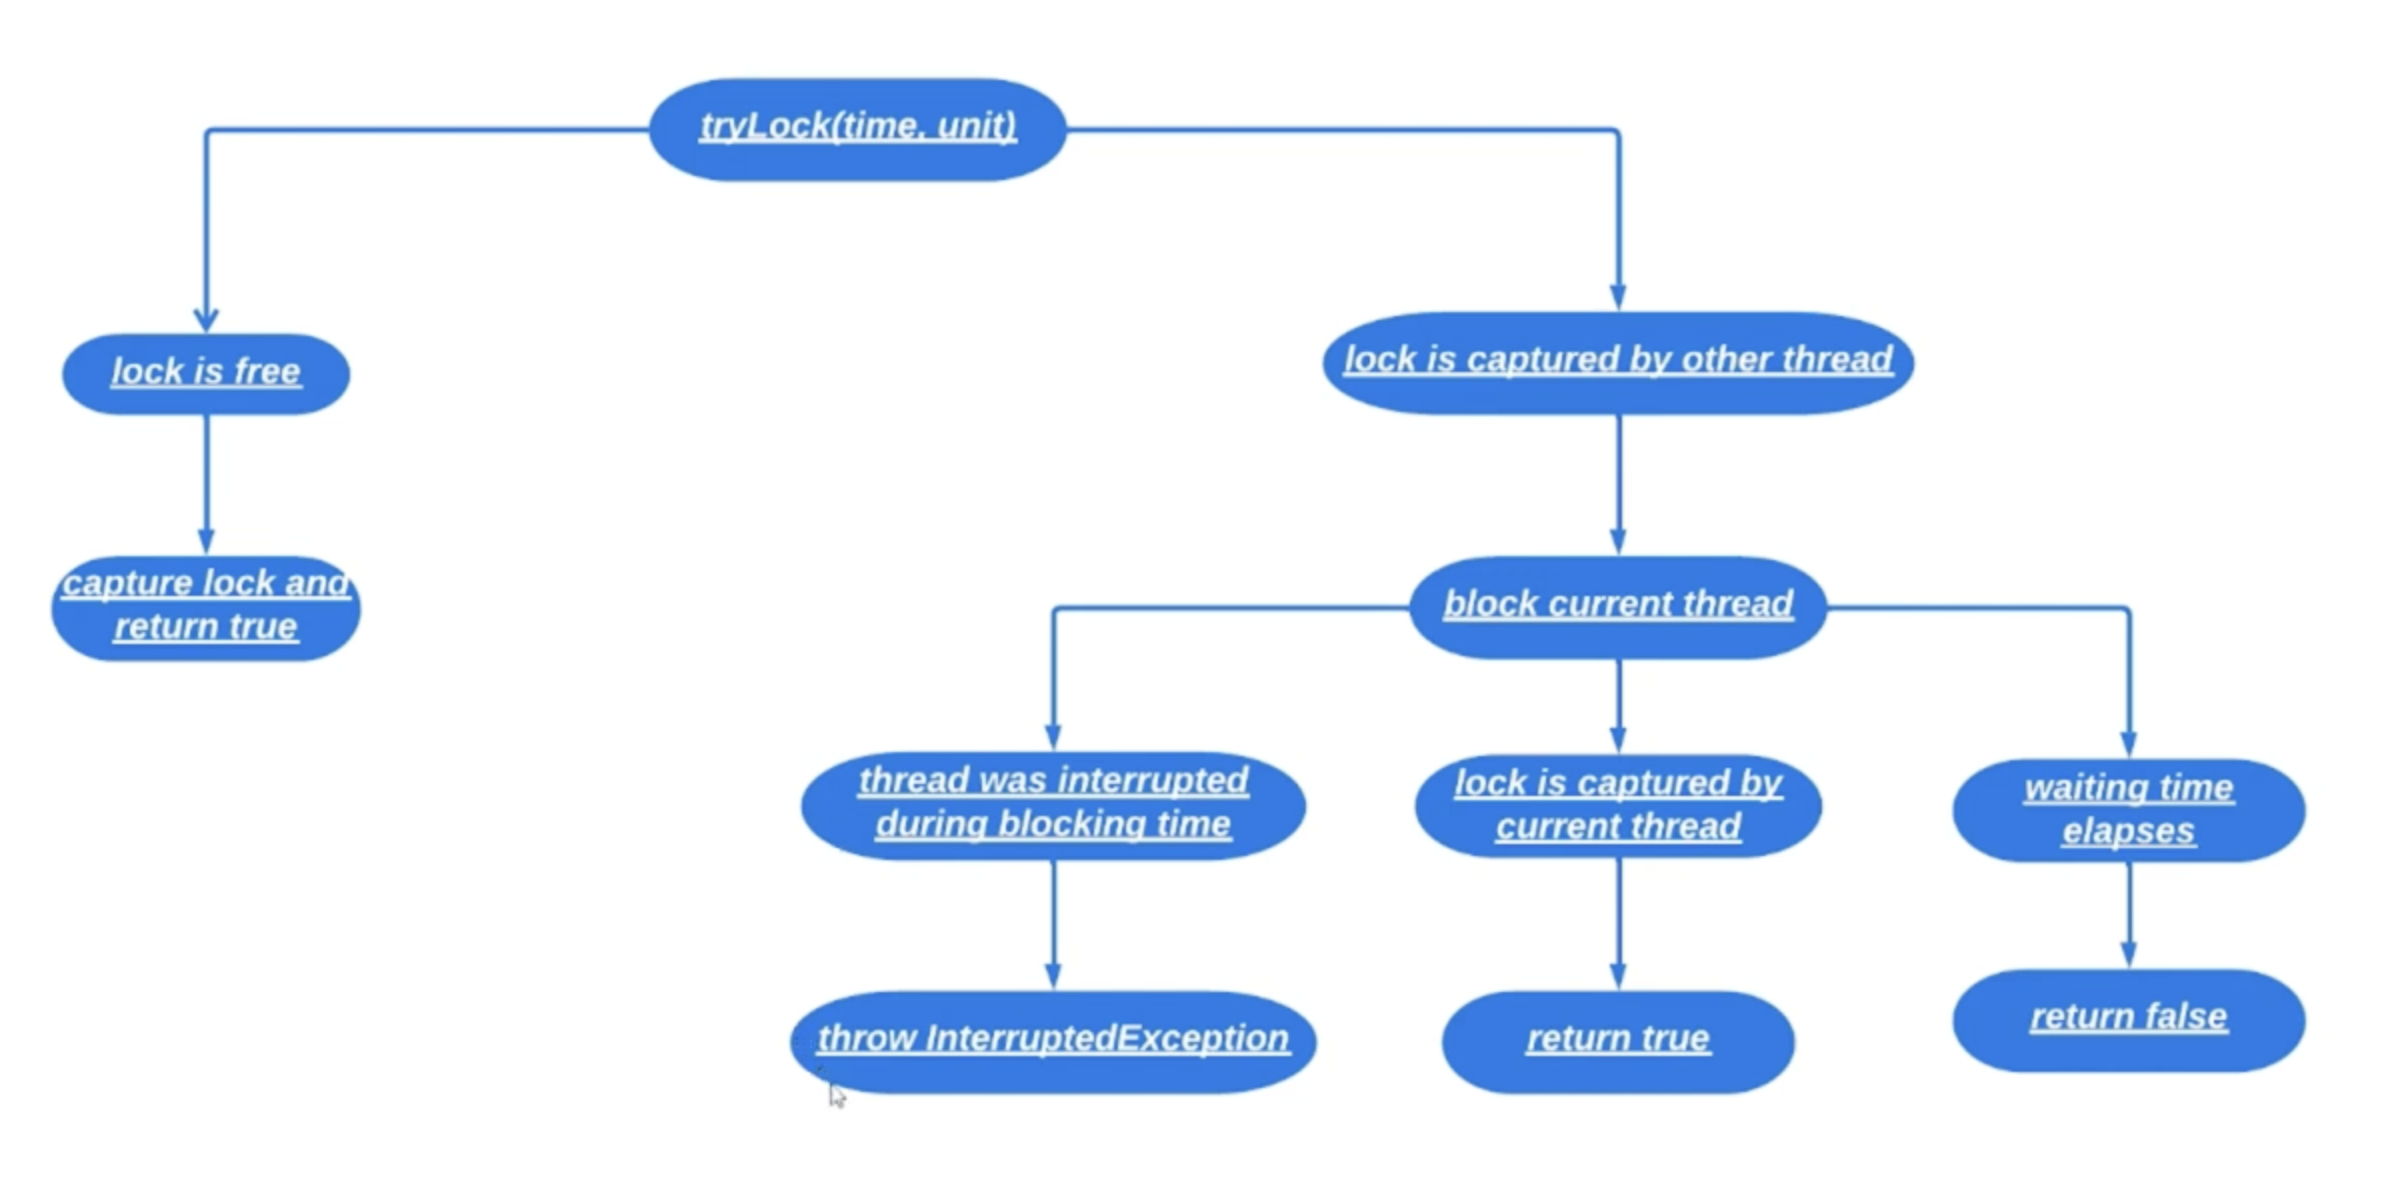 tryLock(time, unit)
lock is free
lock is captured by other thread
capture lock and
return true
block current thread
thread was interrupted
during blocking time
lock is captured by
current thread
waiting time
elapses
throw InterruptedException
return true
return false